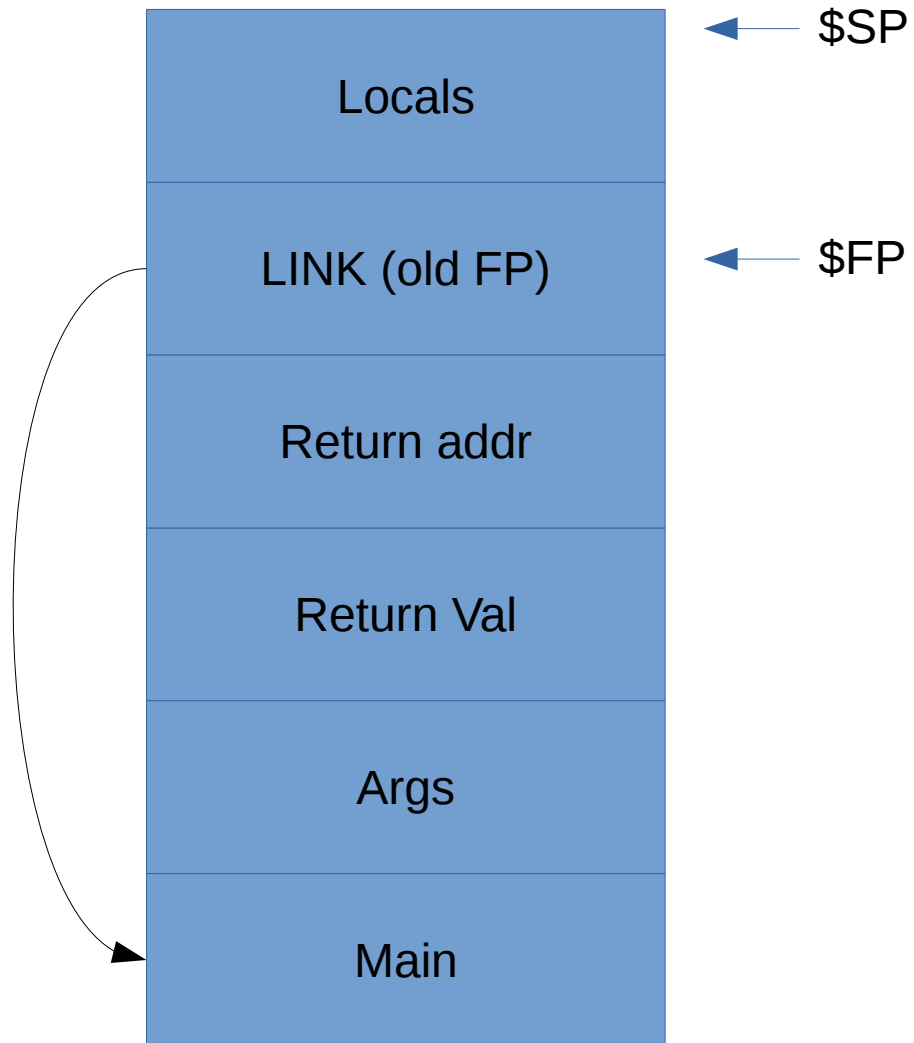 $SP
Locals
LINK (old FP)
$FP
Return addr
Return Val
Args
Main